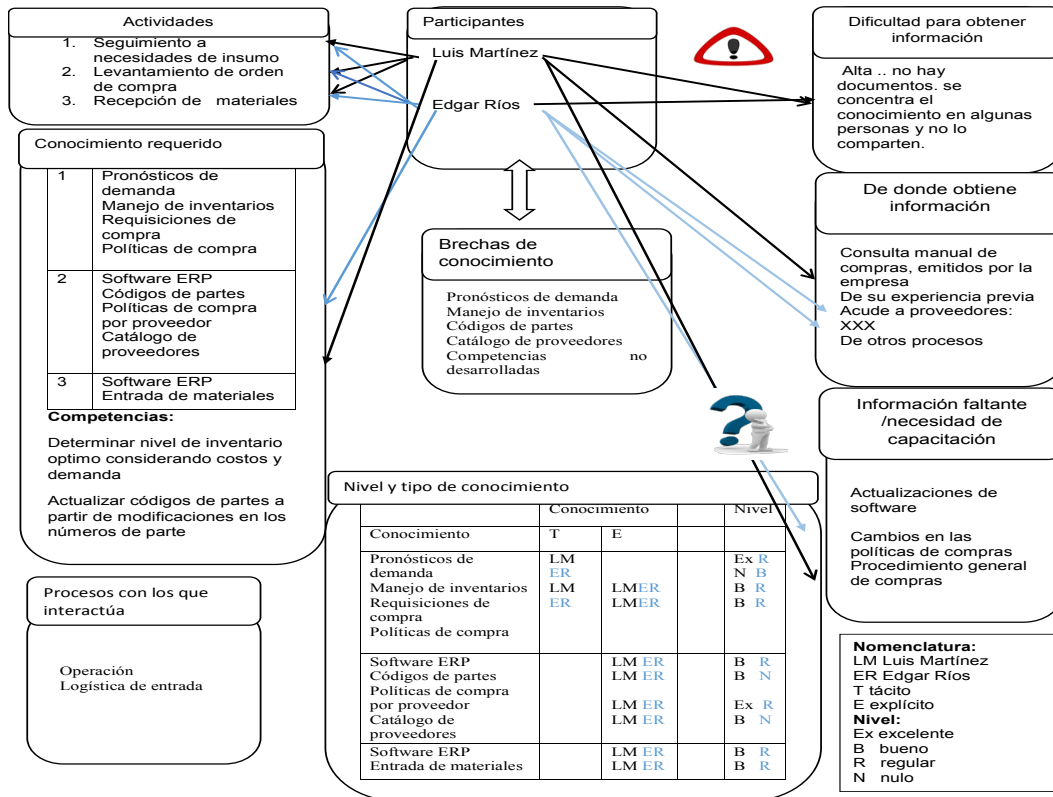 Actividades
1. Seguimiento a
necesidades de insumo
2. Levantamiento de orden
de compra
3. Recepción de materiales
Participantes
Luis Martínez
Edgar Ríos
Dificultad para obtener
información
Alta .. no hay
documentos. se
concentra el
conocimiento en algunas
personas y no lo
comparten.
Conocimiento requerido
1 Pronósticos de
demanda
Manejo de inventarios
Requisiciones de
compra
Políticas de compra
2 Software ERP
Códigos de partes
Políticas de compra
por proveedor
Catálogo de
proveedores
3 Software ERP
Entrada de materiales
Competencias:
Determinar nivel de inventario
optimo considerando costos y
demanda
Actualizar códigos de partes a
partir de modificaciones en los
números de parte
Brechas de
conocimiento
Pronósticos de demanda
Manejo de inventarios
Códigos de partes
Catálogo de proveedores
Competencias no
desarrolladas
De donde obtiene
información
Consulta manual de
compras, emitidos por la
empresa
De su experiencia previa
Acude a proveedores:
XXX
De otros procesos
Información faltante
/necesidad de
capacitación
Actualizaciones de
software
Cambios en las
políticas de compras
Procedimiento general
de compras
Procesos con los que
interactúa
Operación
Logística de entrada
Nivel y tipo de conocimiento
Conocimiento Nivel
Conocimiento T E
Pronósticos de LM Ex R
demanda ER N B
Manejo de inventarios LM LMER B R
Requisiciones de ER LMER B R
compra
Políticas de compra
Software ERP LM ER B R
Códigos de partes LM ER B N
Políticas de compra
por proveedor LM ER Ex R
Catálogo de LM ER B N
proveedores
Software ERP LM ER B R
Entrada de materiales LM ER B R
Nomenclatura:
LM Luis Martínez
ER Edgar Ríos
T tácito
E explícito
Nivel:
Ex excelente
B bueno
R regular
N nulo